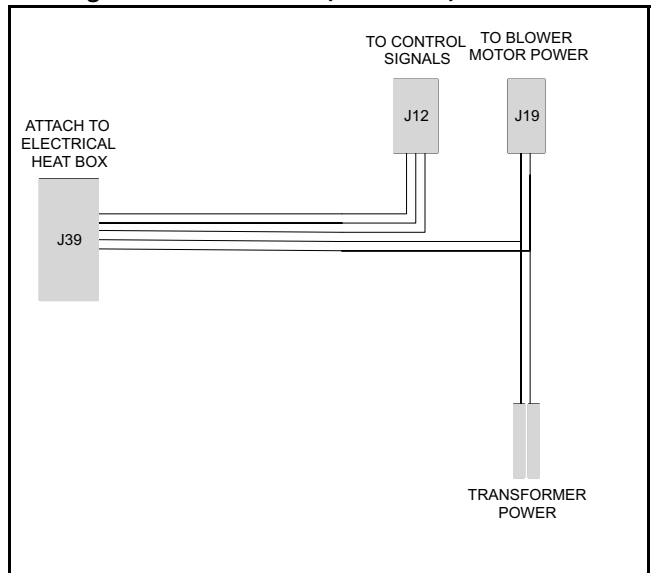 TO CONTROL
SIGNALS
TO BLOWER
MOTOR POWER
J12
J19
ATTACH TO
ELECTRICAL
HEAT BOX
J39
TRANSFORMER
POWER